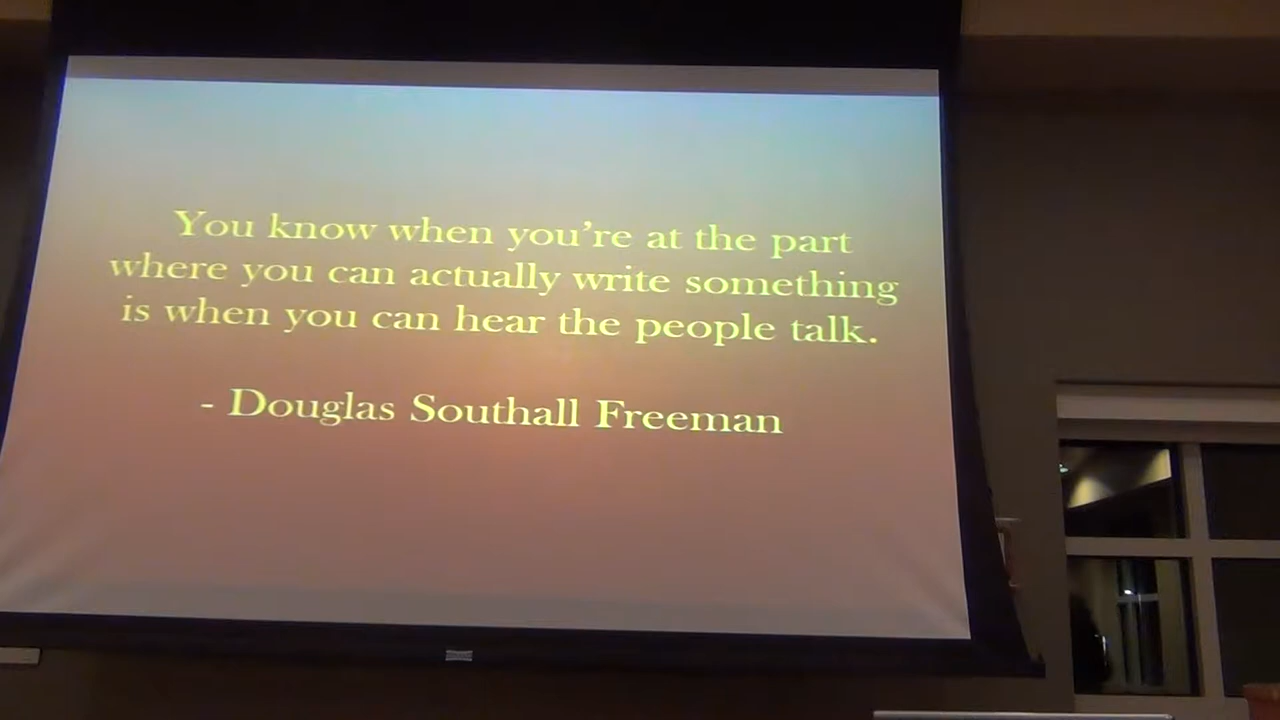 You know when you're at the part
where you can actually write something
is when you can hear the people talk.
- Douglas Southall Freeman